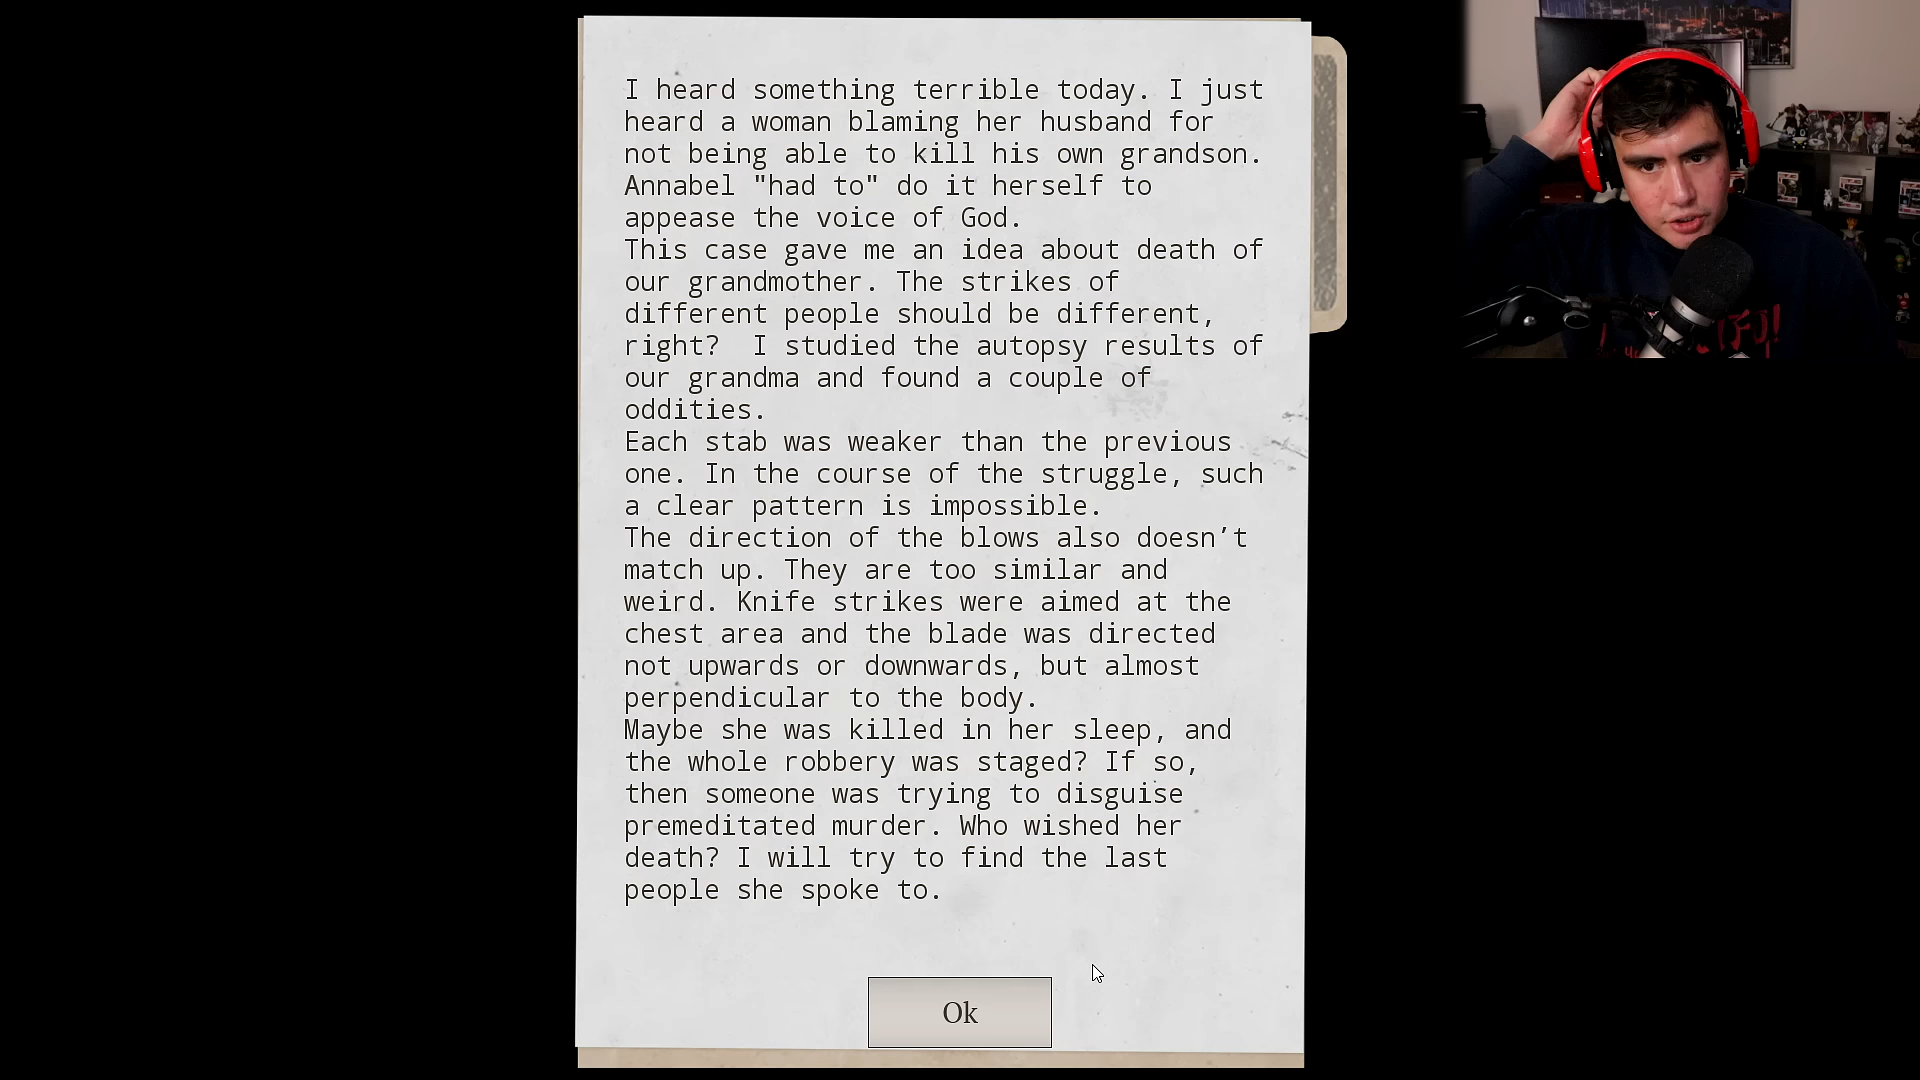 I heard something terrible today. I just
heard a woman blaming her husband for
not being able to kill his own grandson.
Annabel "had to" do it herself to
appease the voice of God.
This case gave me an idea about death of
our grandmother. The strikes of
different people should be different,
right?  I studied the autopsy results of
our grandma and found a couple of
oddities.
Each stab was weaker than the previous
one. In the course of the struggle, such
a clear pattern is impossible.
The direction of the blows also doesn’t
match up. They are too similar and
weird. Knife strikes were aimed at the
chest area and the blade was directed
not upwards or downwards, but almost
perpendicular to the body.
Maybe she was killed in her sleep, and
the whole robbery was staged? If so,
then someone was trying to disguise
premeditated murder. Who wished her
death? I will try to find the last
people she spoke to.
Ok